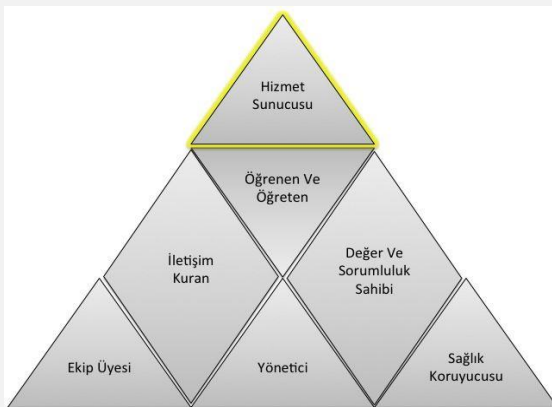 Hizmet
Sunucusu
Öğrenen Ve
Öğreten
İletişim
Kuran
Değer Ve
Sorumluluk
Sahibi
Ekip Üyesi
Yönetici
Sağlık
Koruyucusu